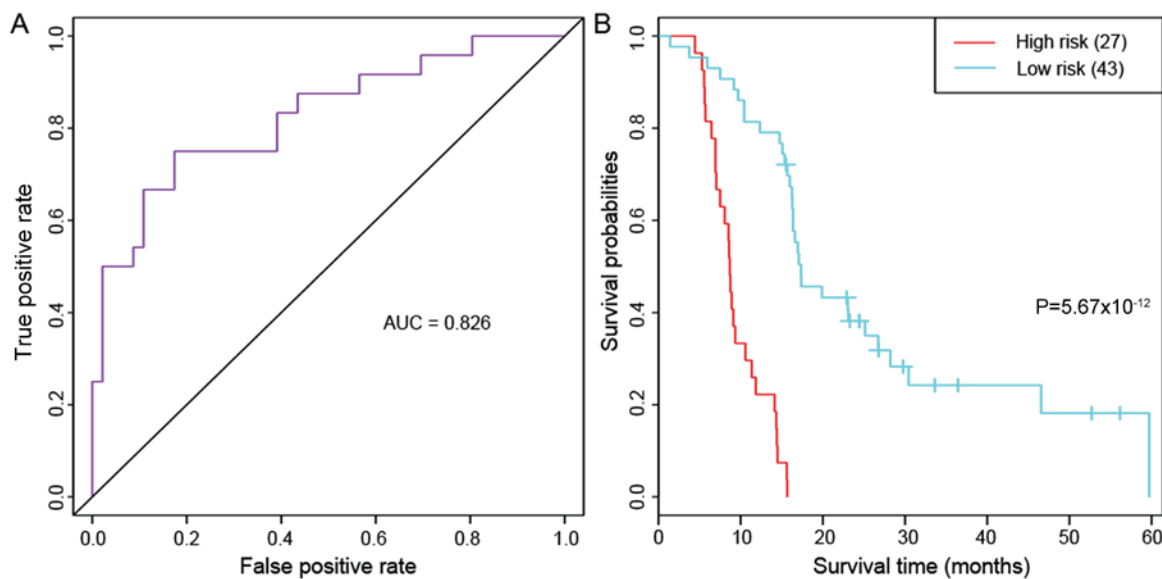 A
True positive rate
1.0
0.8
0.6
0.4
0.2
0.0
AUC = 0.826
0.0 0.2 0.4 0.6 0.8 1.0
False positive rate
B
Survival probabilities
1.0
0.8
0.6
0.4
0.2
0.0
High risk (27)
Low risk (43)
P=5.67x10⁻¹²
0 10 20 30 40 50 60
Survival time (months)